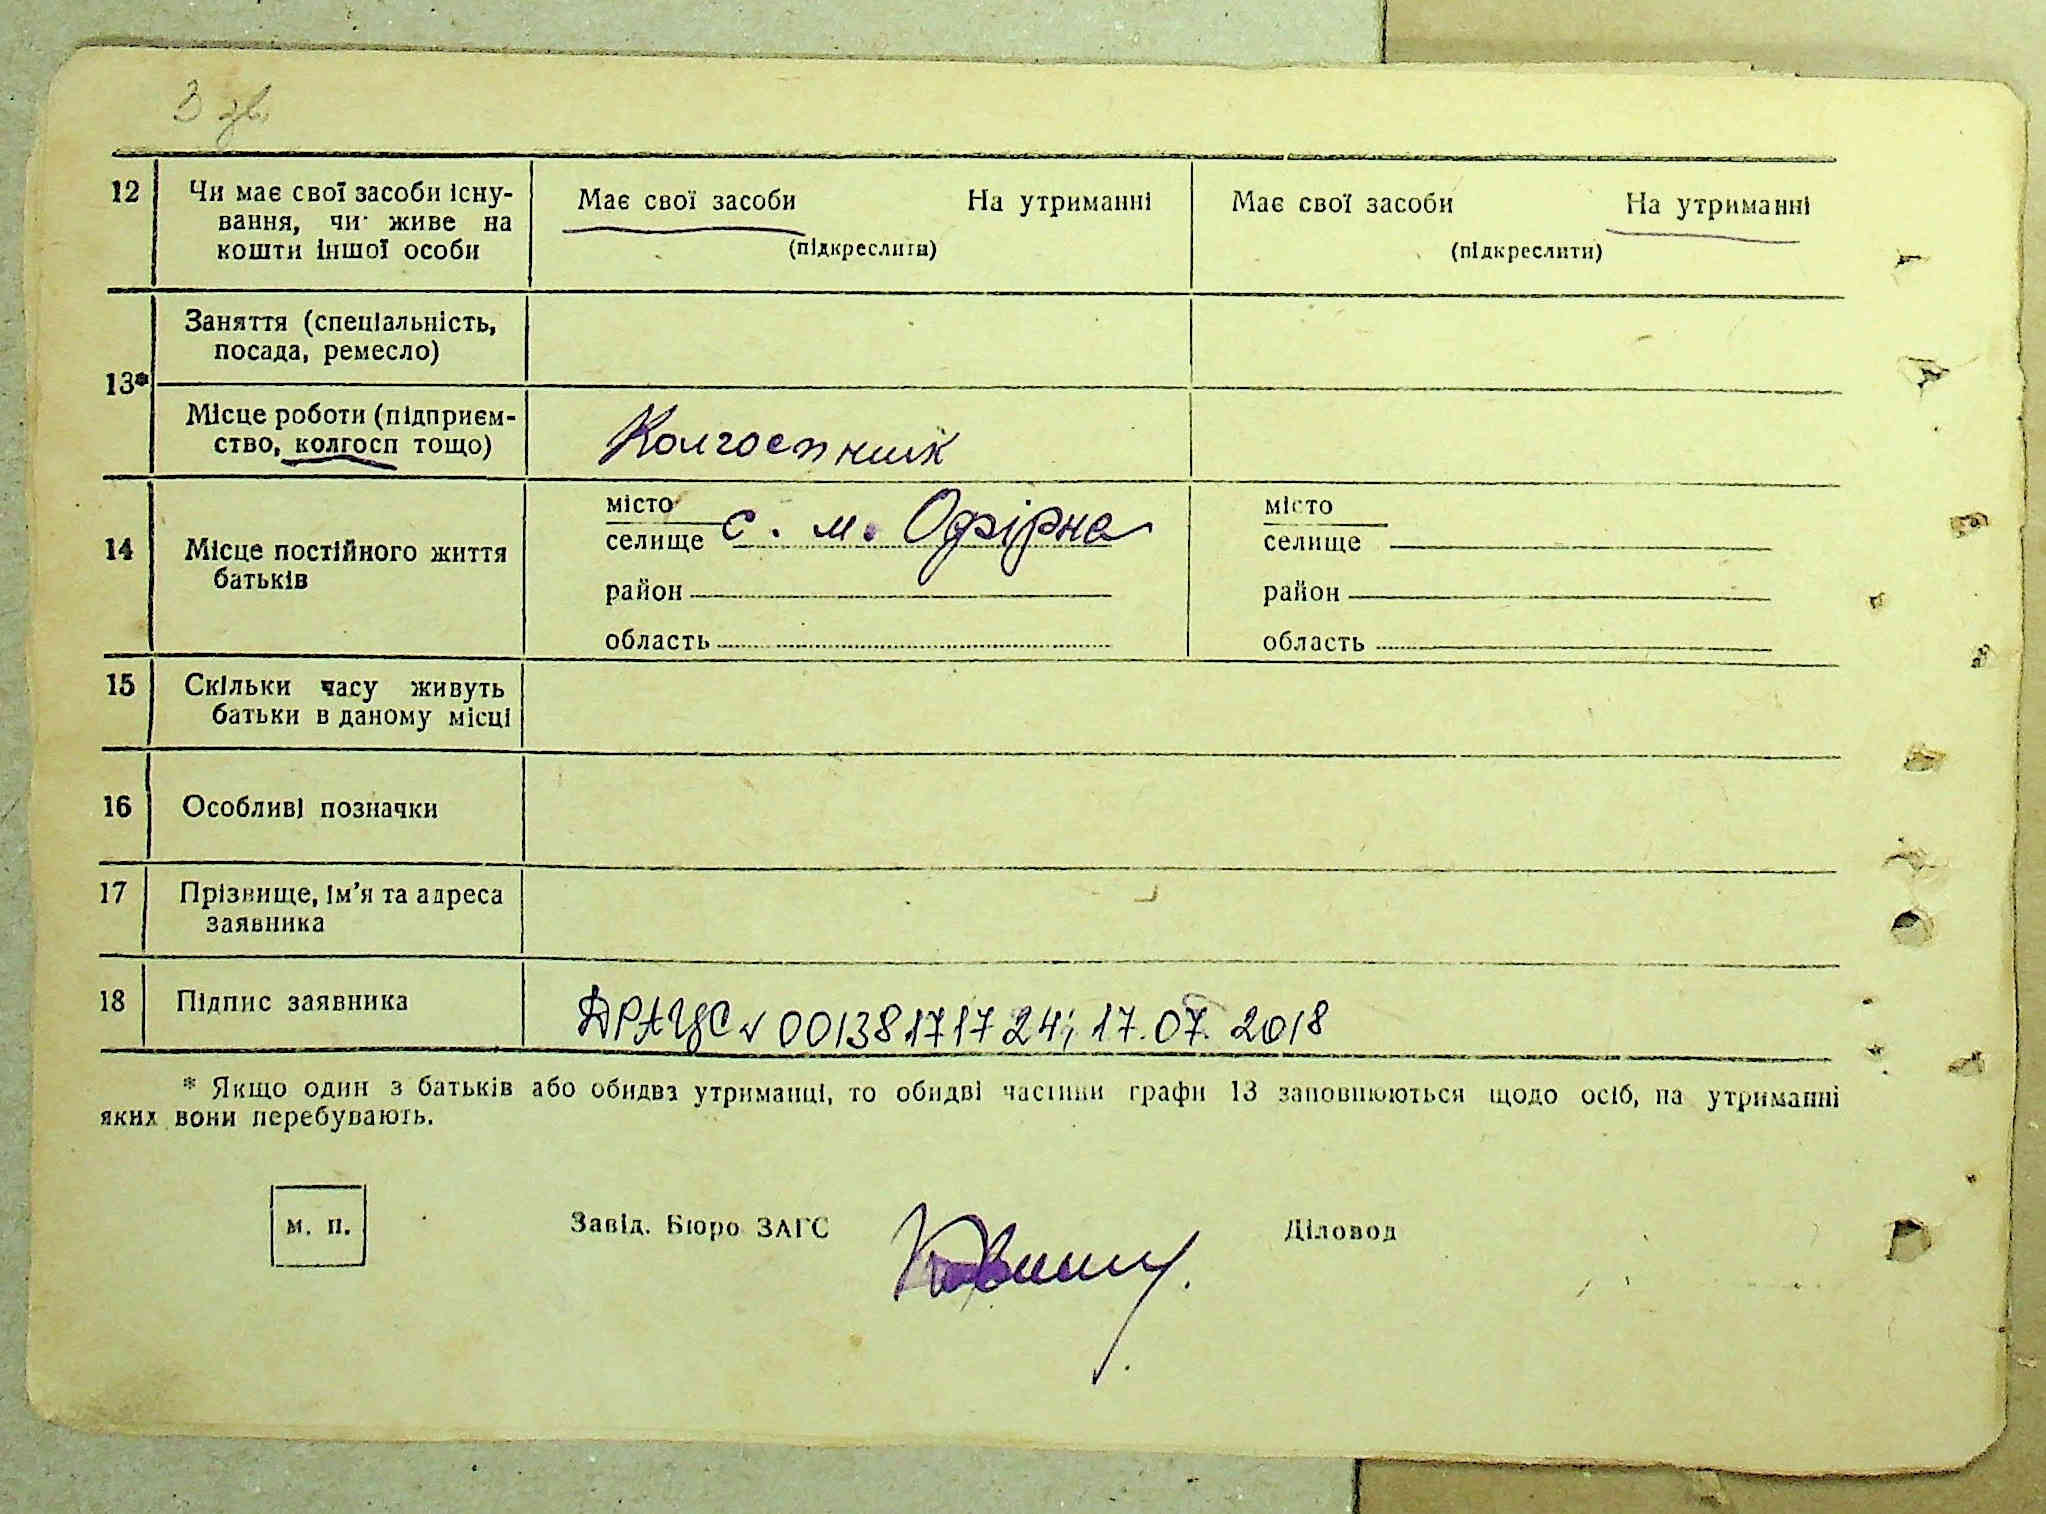 3 зв.
12 Чи має свої засоби існу- Має свої засоби На утриманні Має свої засоби На утриманні
вання, чи живе на (підкреслити) (підкреслити)
кошти іншої особи
Заняття (спеціальність,
посада, ремесло)
13*
Місце роботи (підприєм- Колгоспник
ство, колгосп тощо)
14 Місце постійного життя
батьків
місто
селище с. м. Офірна
район
область
місто
селище
район
область
15 Скільки часу живуть
батьки в даному місці
16 Особливі позначки
17 Прізвище, ім'я та адреса
заявника
18 Підпис заявника ДРАЦС 00138171724; 17.07.2018
* Якщо один з батьків або обидва утриманці, то обидві частини графи 13 заповнюються щодо осіб, на утриманні
яких вони перебувають.
м. п. Завід. Бюро ЗАГС Діловод